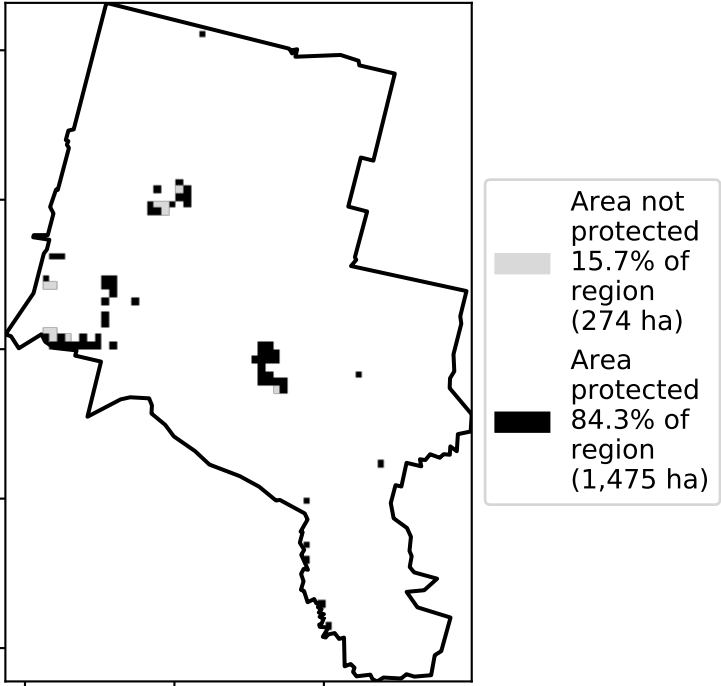 Area not
protected
15.7% of
region
(274 ha)
Area
protected
84.3% of
region
(1,475 ha)